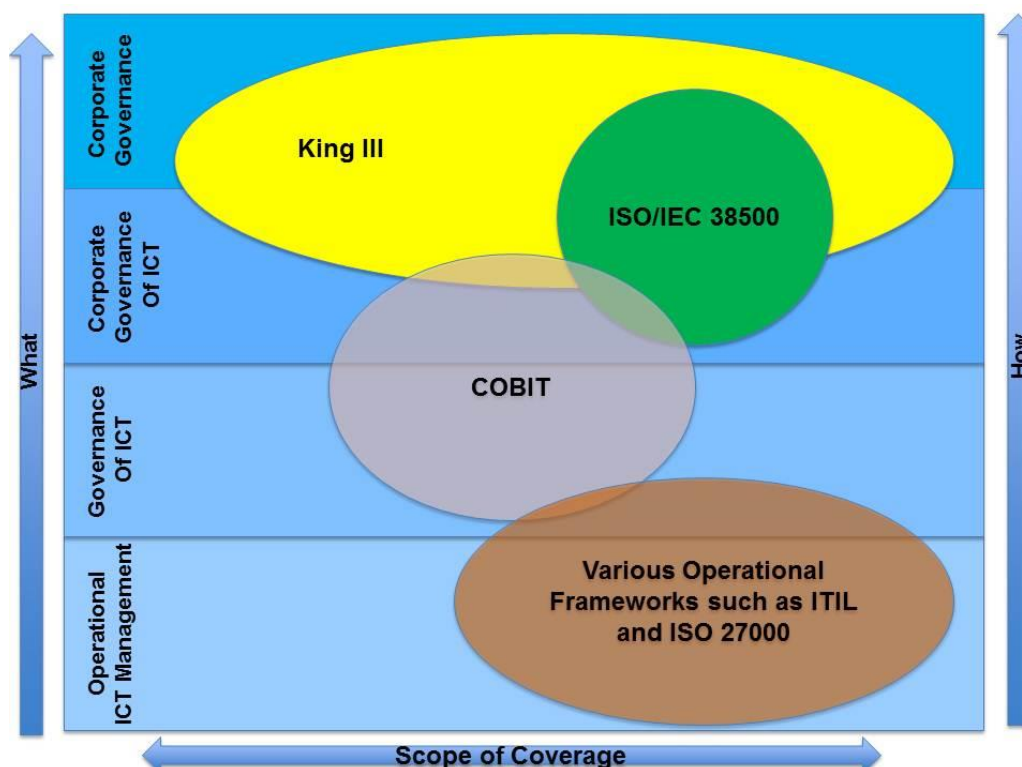 What
Corporate
Governance
Corporate
Governance
Of ICT
Governance
Of ICT
Operational
ICT Management
King III
ISO/IEC 38500
COBIT
Various Operational
Frameworks such as ITIL
and ISO 27000
How
Scope of Coverage